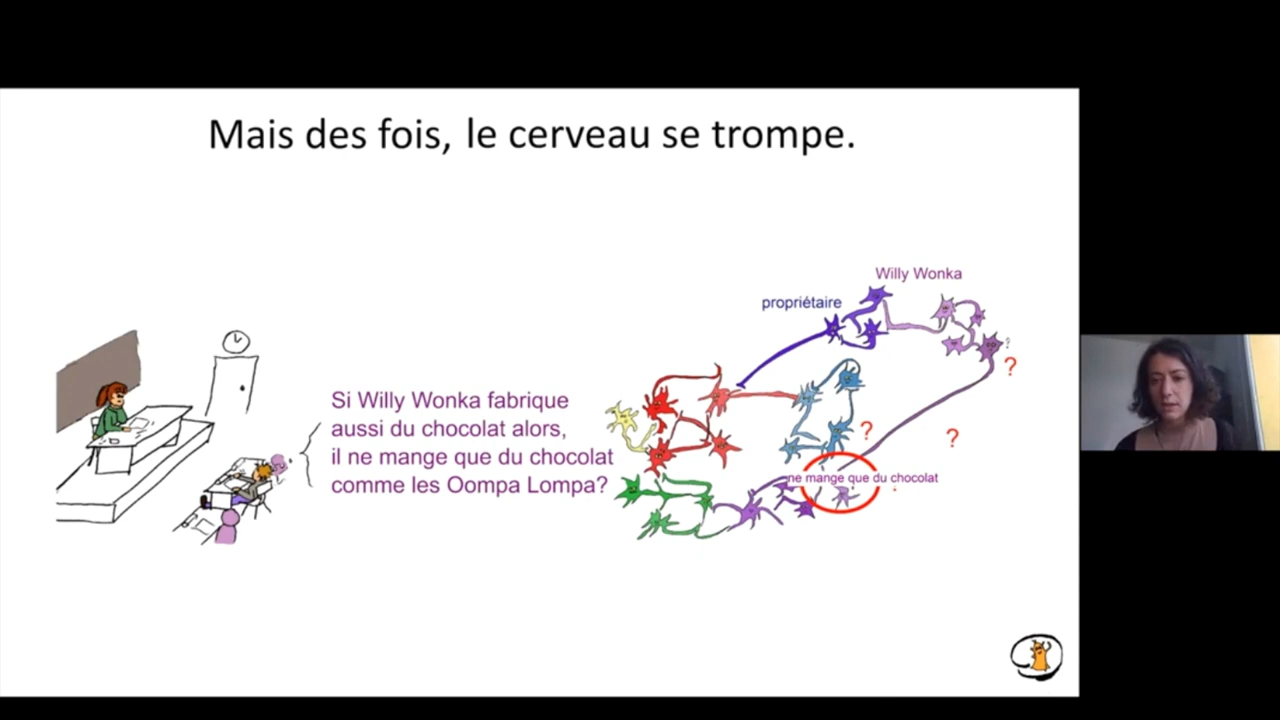 Mais des fois, le cerveau se trompe.
Willy Wonka
propriétaire
?
?
Si Willy Wonka fabrique
aussi du chocolat alors,
il ne mange que du chocolat
comme les Oompa Lompa?
?
?
ne mange que du chocolat